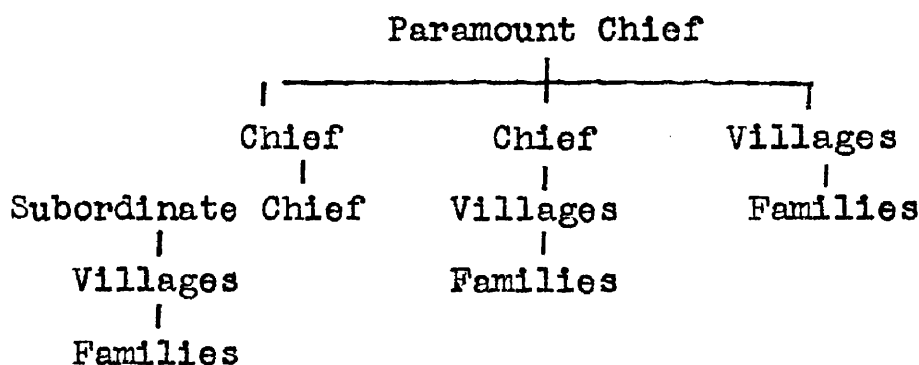 Paramount Chief
Chief Chief Villages
Subordinate Chief Villages Families
Villages Families
Families